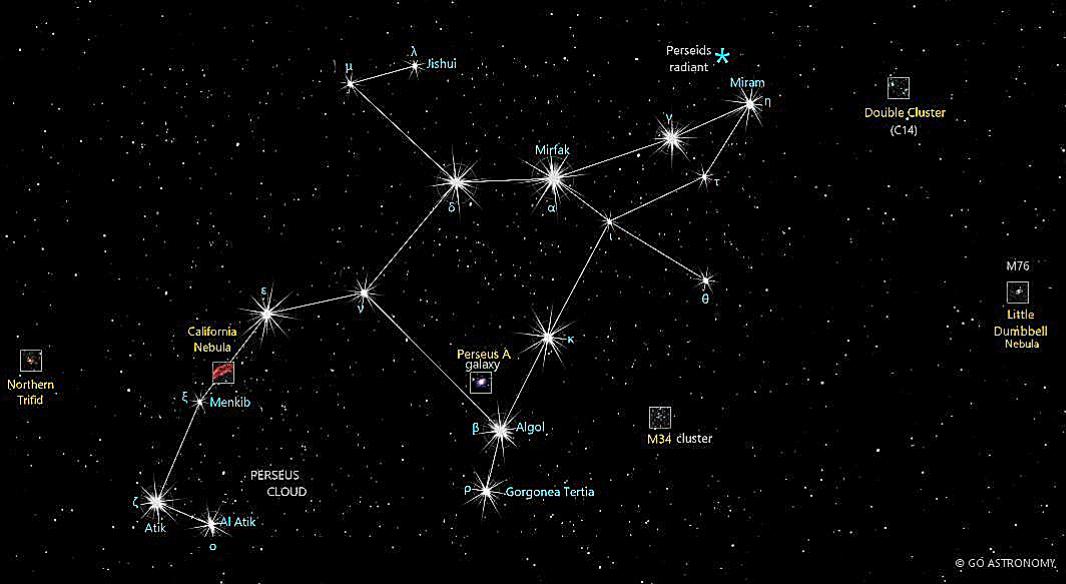 λ
μ
Jishui
Perseids
radiant
*
Miram
η
Double Cluster
(C14)
γ
Mirfak
α
δ
τ
ι
θ
M76
Little
Dumbbell
Nebula
ε
ν
California
Nebula
Perseus A
galaxy
κ
Northern
Trifid
ξ
Menkib
β
Algol
M34 cluster
PERSEUS
CLOUD
ρ
Gorgonea Tertia
ζ
Atik
Al Atik
ο
© GO ASTRONOMY